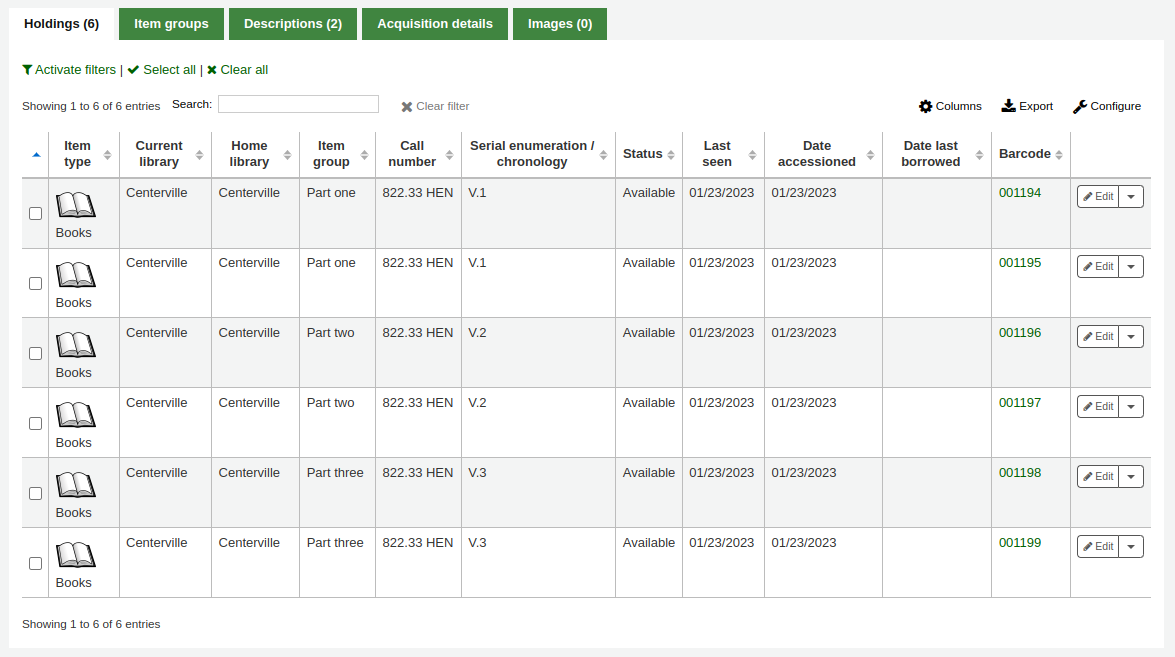 Holdings (6) Item groups Descriptions (2) Acquisition details Images (0)
Activate filters | Select all | Clear all
Showing 1 to 6 of 6 entries Search: Clear filter Columns Export Configure
Item type Current library Home library Item group Call number Serial enumeration / chronology Status Last seen Date accessioned Date last borrowed Barcode
Books Centerville Centerville Part one 822.33 HEN V.1 Available 01/23/2023 01/23/2023 001194 Edit
Books Centerville Centerville Part one 822.33 HEN V.1 Available 01/23/2023 01/23/2023 001195 Edit
Books Centerville Centerville Part two 822.33 HEN V.2 Available 01/23/2023 01/23/2023 001196 Edit
Books Centerville Centerville Part two 822.33 HEN V.2 Available 01/23/2023 01/23/2023 001197 Edit
Books Centerville Centerville Part three 822.33 HEN V.3 Available 01/23/2023 01/23/2023 001198 Edit
Books Centerville Centerville Part three 822.33 HEN V.3 Available 01/23/2023 01/23/2023 001199 Edit
Showing 1 to 6 of 6 entries